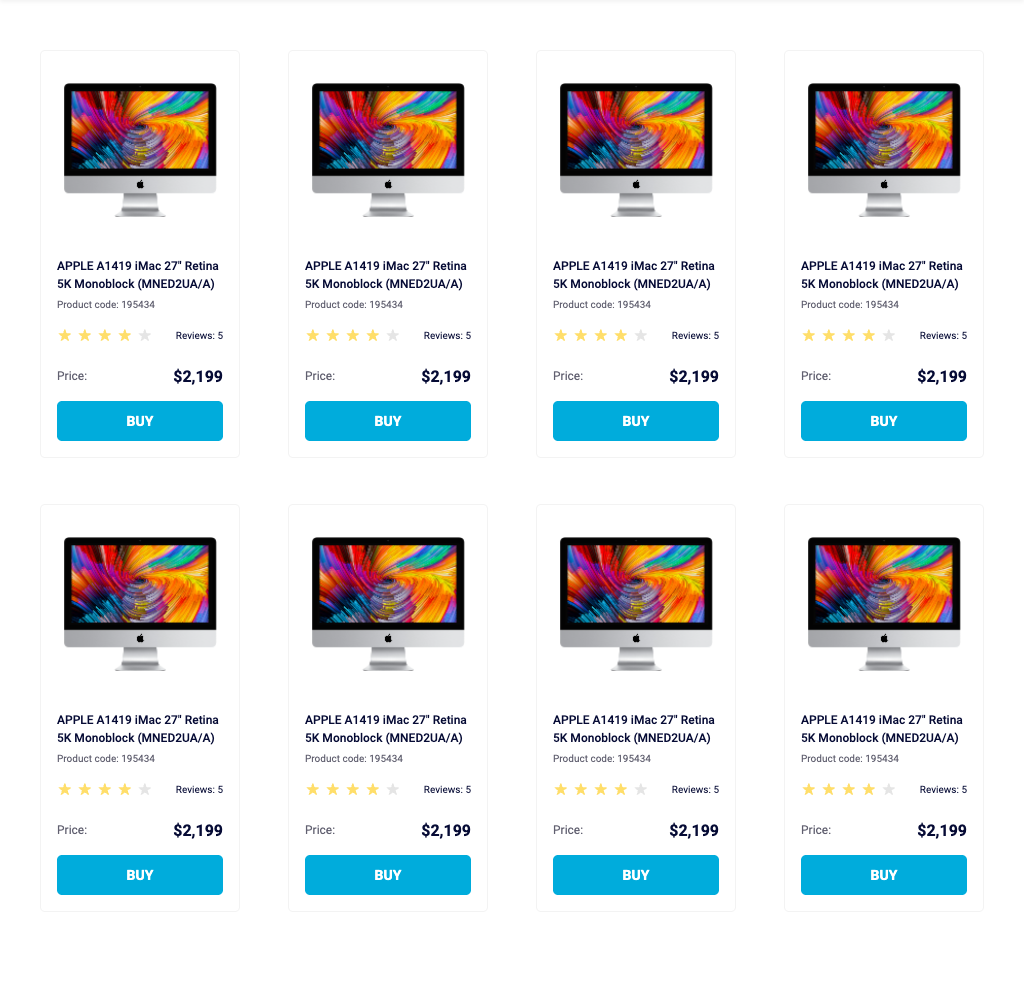 APPLE A1419 iMac 27" Retina
5K Monoblock (MNED2UA/A)
Product code: 195434
Reviews: 5
Price: $2,199
BUY
APPLE A1419 iMac 27" Retina
5K Monoblock (MNED2UA/A)
Product code: 195434
Reviews: 5
Price: $2,199
BUY
APPLE A1419 iMac 27" Retina
5K Monoblock (MNED2UA/A)
Product code: 195434
Reviews: 5
Price: $2,199
BUY
APPLE A1419 iMac 27" Retina
5K Monoblock (MNED2UA/A)
Product code: 195434
Reviews: 5
Price: $2,199
BUY
APPLE A1419 iMac 27" Retina
5K Monoblock (MNED2UA/A)
Product code: 195434
Reviews: 5
Price: $2,199
BUY
APPLE A1419 iMac 27" Retina
5K Monoblock (MNED2UA/A)
Product code: 195434
Reviews: 5
Price: $2,199
BUY
APPLE A1419 iMac 27" Retina
5K Monoblock (MNED2UA/A)
Product code: 195434
Reviews: 5
Price: $2,199
BUY
APPLE A1419 iMac 27" Retina
5K Monoblock (MNED2UA/A)
Product code: 195434
Reviews: 5
Price: $2,199
BUY